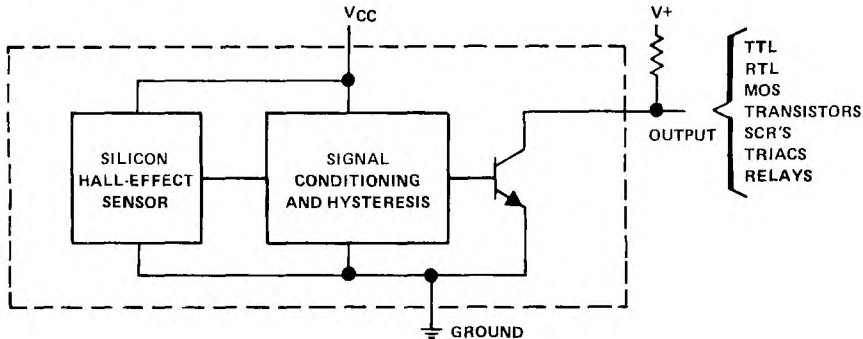 VCC
V+
TTL
RTL
MOS
TRANSISTORS
SCR'S
TRIACS
RELAYS
OUTPUT
SILICON
HALL-EFFECT
SENSOR
SIGNAL
CONDITIONING
AND HYSTERESIS
GROUND